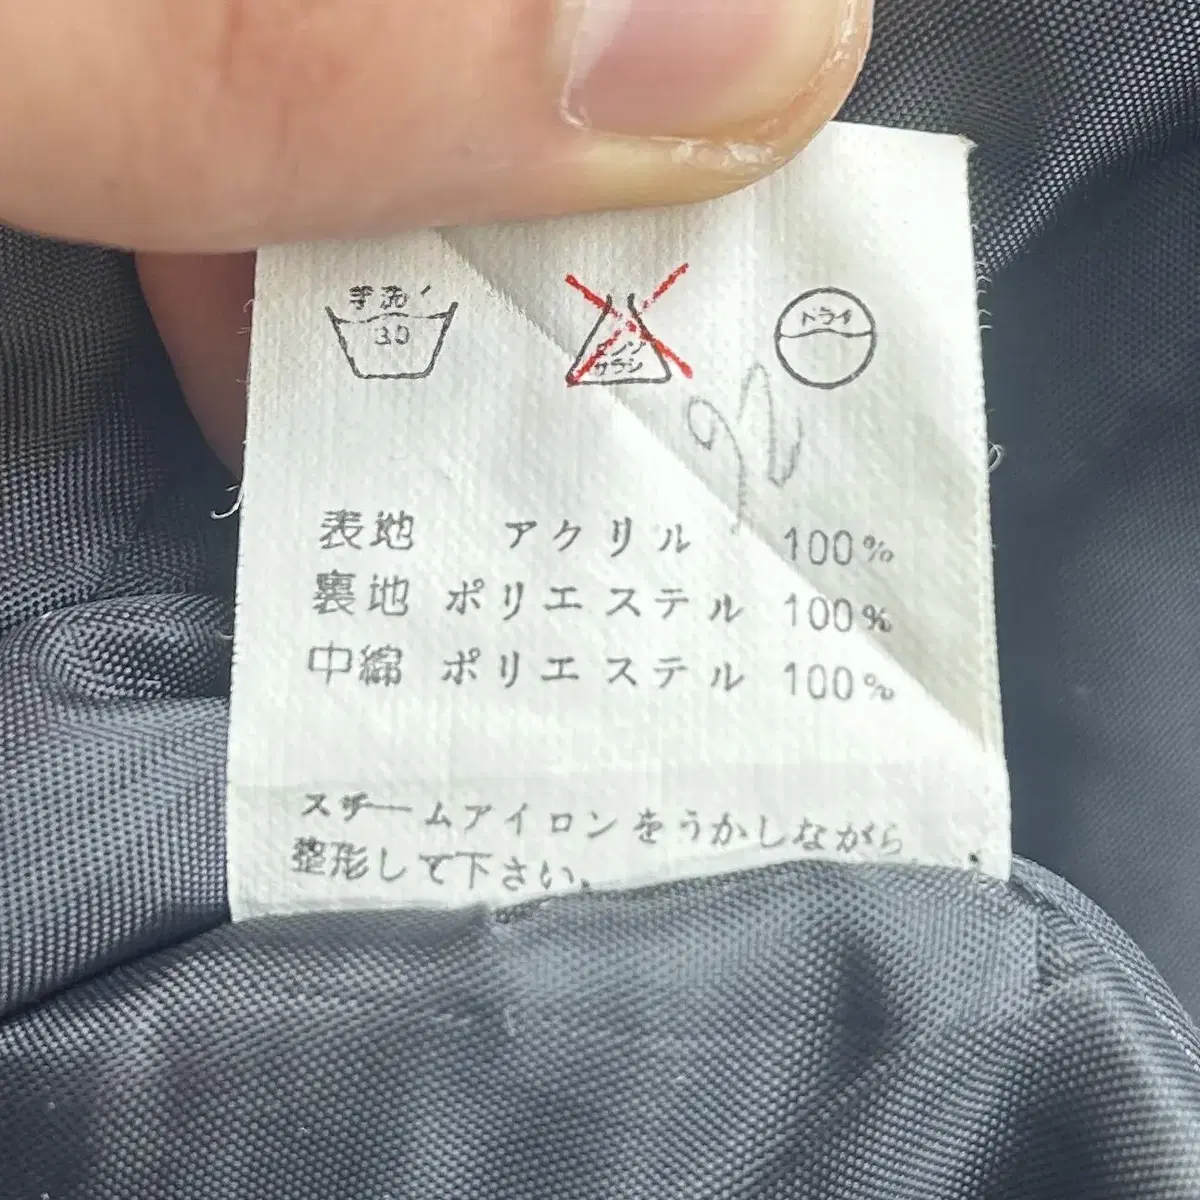 手洗イ
30
エンソ
サラシ
ドライ
表地 アクリル 100%
裏地 ポリエステル 100%
中綿 ポリエステル 100%
スチームアイロンをうかしながら
整形して下さい。